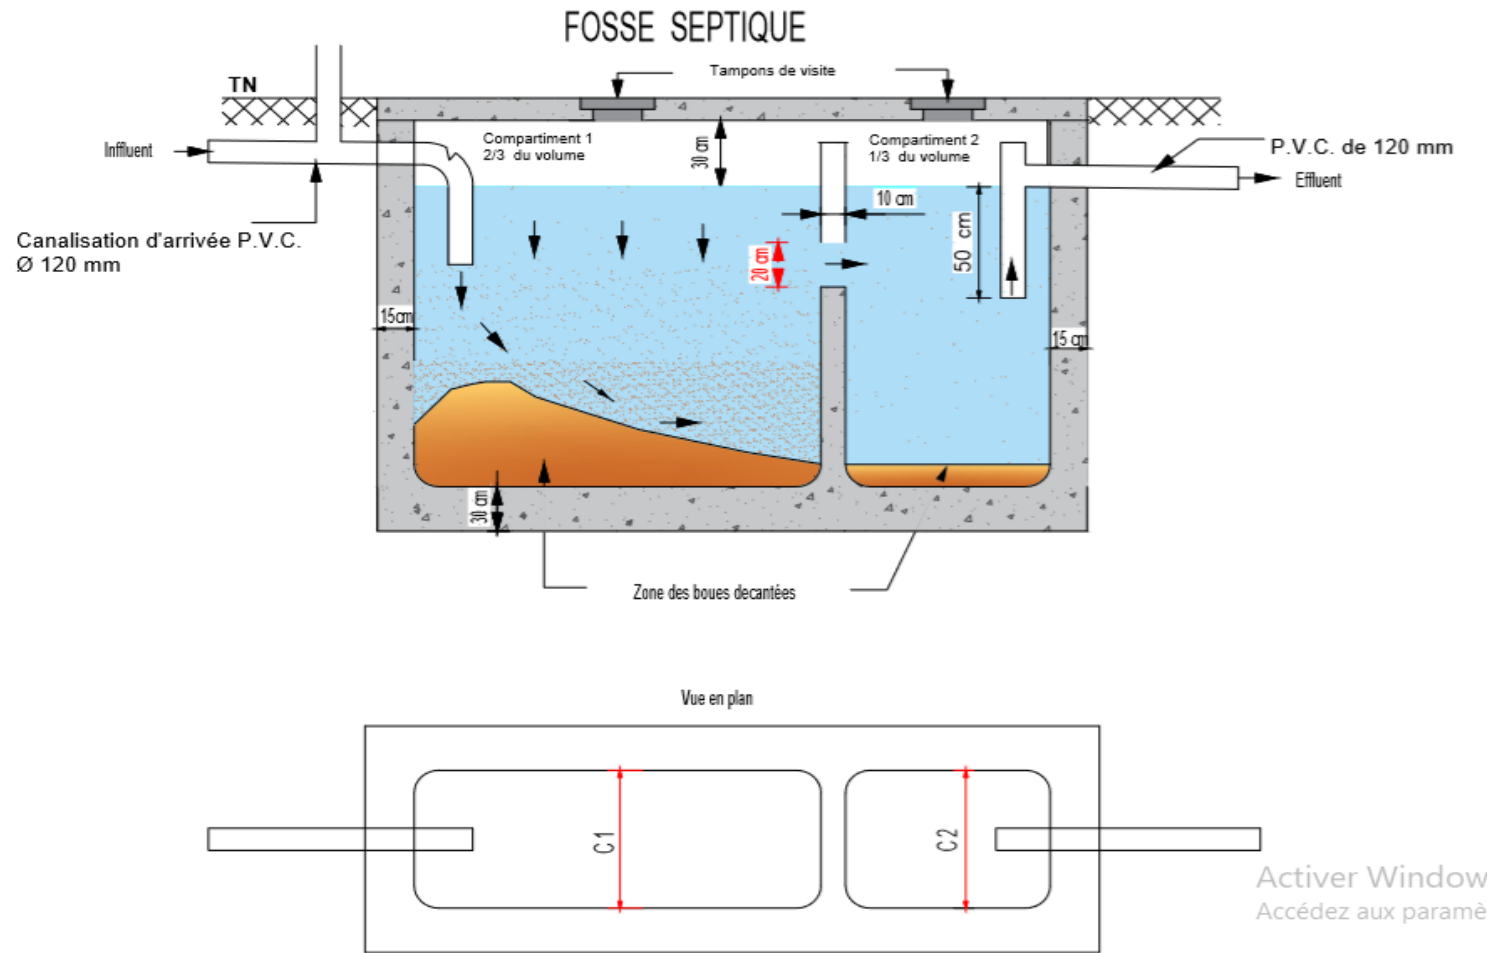 FOSSE SEPTIQUE
Tampons de visite
TN
Compartiment 1
2/3 du volume
30 cm
Compartiment 2
1/3 du volume
P.V.C. de 120 mm
Inffluent
Effluent
10 cm
Canalisation d'arrivée P.V.C.
Ø 120 mm
20 cm
50 cm
15cm
15 cm
30 cm
Zone des boues decantées
Vue en plan
C1
C2
Activer Window
Accédez aux paramè